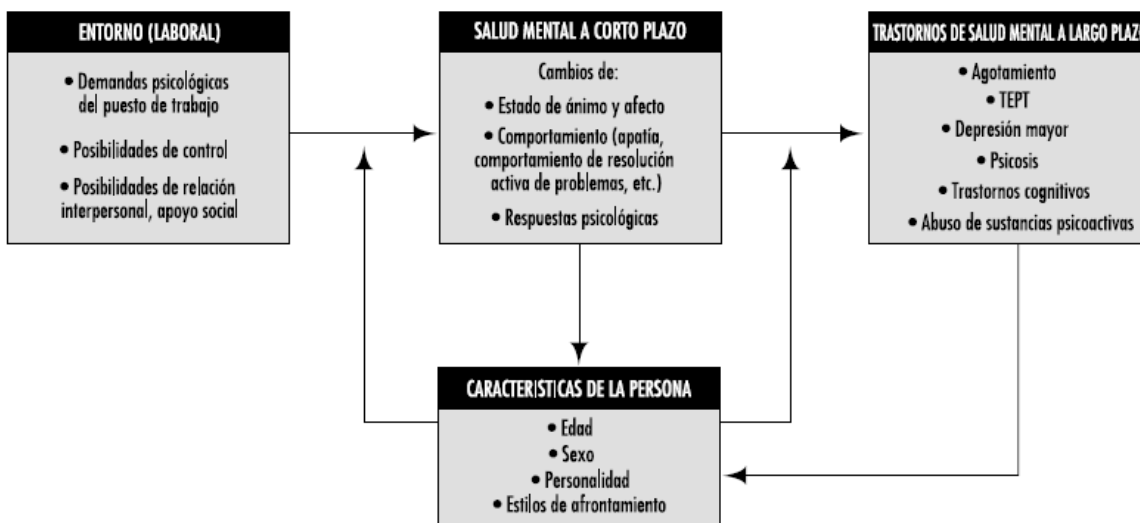 ENTORNO (LABORAL)
• Demandas psicológicas
del puesto de trabajo
• Posibilidades de control
• Posibilidades de relación
interpersonal, apoyo social
SALUD MENTAL A CORTO PLAZO
Cambios de:
• Estado de ánimo y afecto
• Comportamiento (apatía,
comportamiento de resolución
activa de problemas, etc.)
• Respuestas psicológicas
TRASTORNOS DE SALUD MENTAL A LARGO PLAZO
• Agotamiento
• TEPT
• Depresión mayor
• Psicosis
• Trastornos cognitivos
• Abuso de sustancias psicoactivas
CARACTERÍSTICAS DE LA PERSONA
• Edad
• Sexo
• Personalidad
• Estilos de afrontamiento